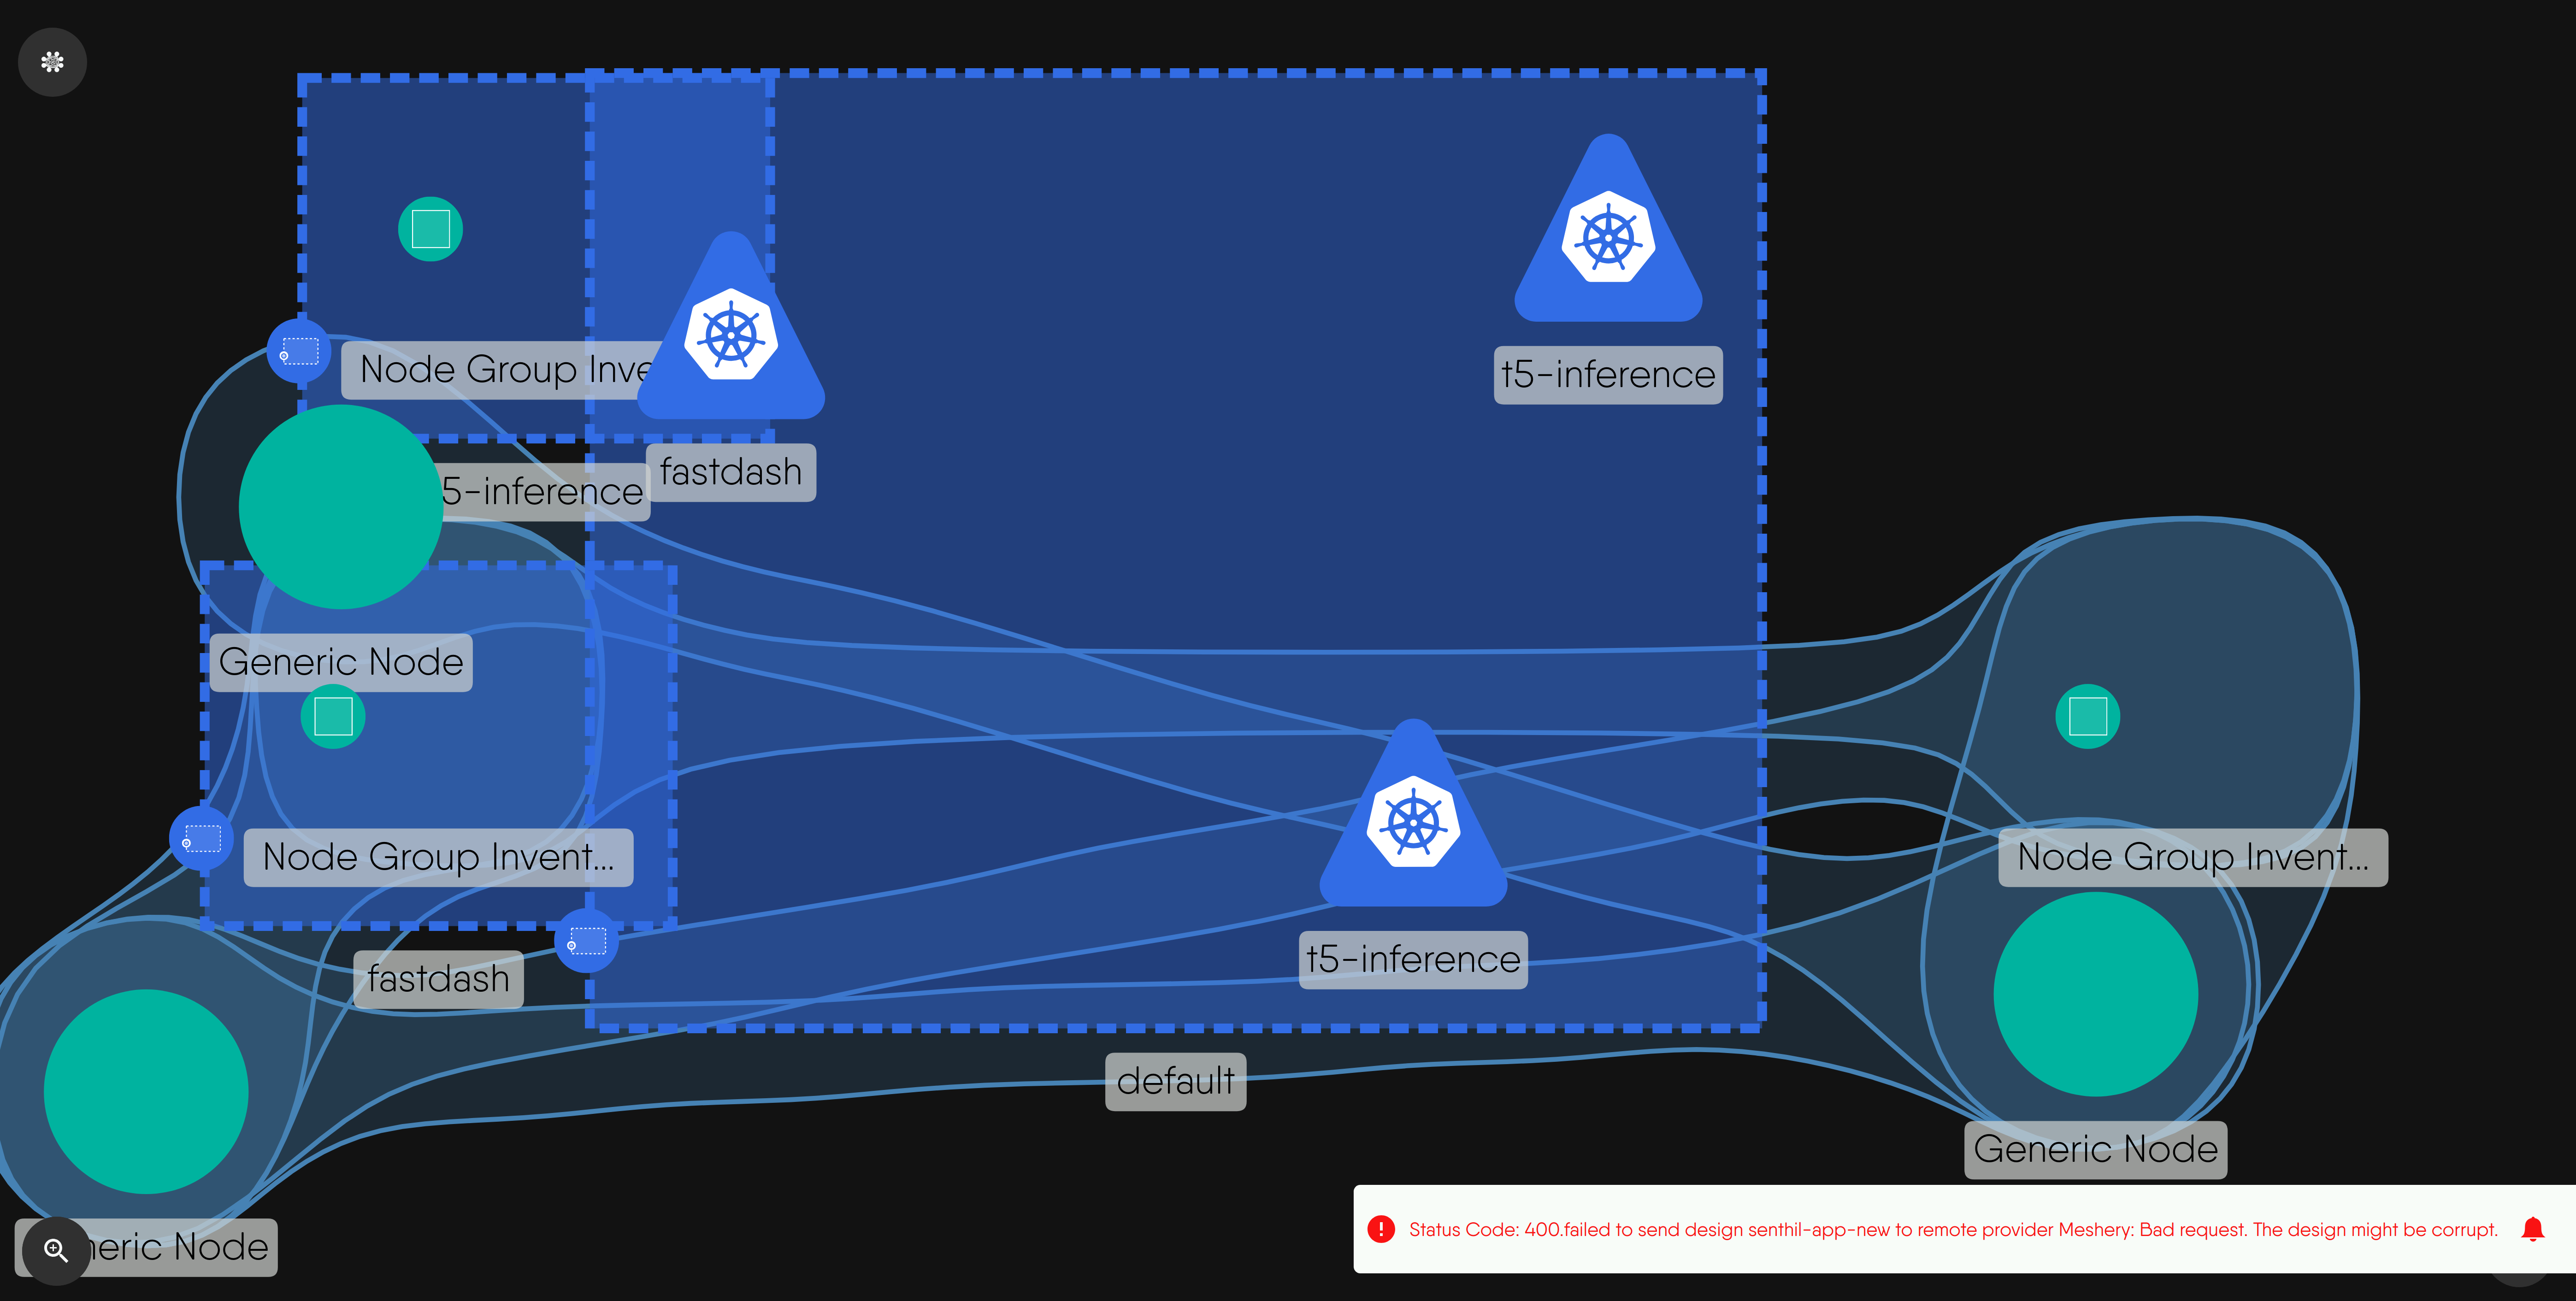 t5-inference
Node Group Inve
fastdash
5-inference
Generic Node
Node Group Invent...
Node Group Invent...
fastdash
t5-inference
default
Generic Node
neric Node
Status Code: 400.failed to send design senthil-app-new to remote provider Meshery: Bad request. The design might be corrupt.